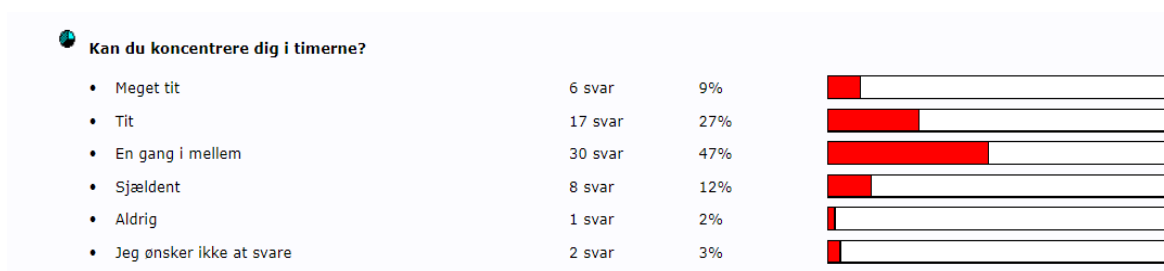 Kan du koncentrere dig i timerne?
• Meget tit 6 svar 9%
• Tit 17 svar 27%
• En gang i mellem 30 svar 47%
• Sjældent 8 svar 12%
• Aldrig 1 svar 2%
• Jeg ønsker ikke at svare 2 svar 3%